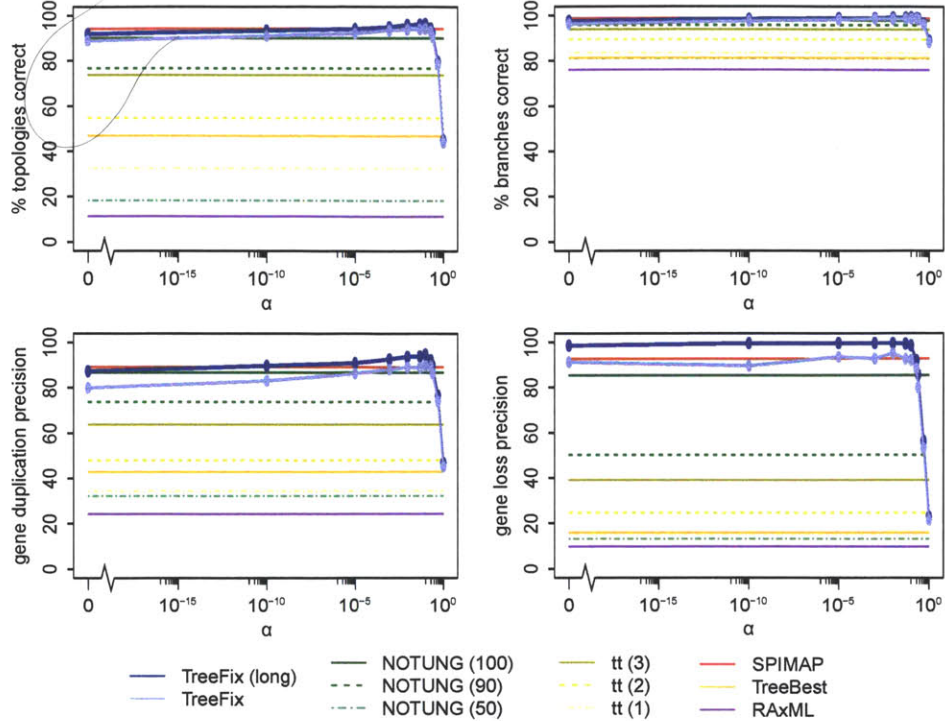 % topologies correct
0 20 40 60 80 100
0 10⁻¹⁵ 10⁻¹⁰ 10⁻⁵ 10⁰
α
% branches correct
0 20 40 60 80 100
0 10⁻¹⁵ 10⁻¹⁰ 10⁻⁵ 10⁰
α
gene duplication precision
0 20 40 60 80 100
0 10⁻¹⁵ 10⁻¹⁰ 10⁻⁵ 10⁰
α
gene loss precision
0 20 40 60 80 100
0 10⁻¹⁵ 10⁻¹⁰ 10⁻⁵ 10⁰
α
TreeFix (long)
TreeFix
NOTUNG (100)
NOTUNG (90)
NOTUNG (50)
tt (3)
tt (2)
tt (1)
SPIMAP
TreeBest
RAxML